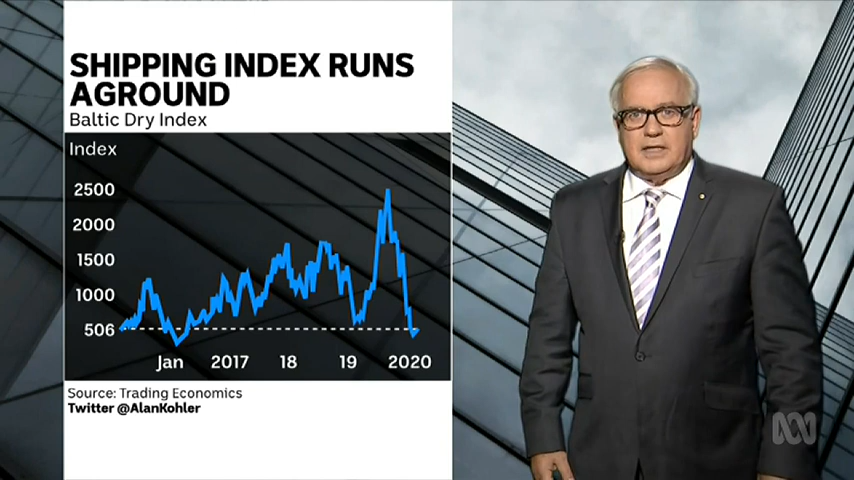 SHIPPING INDEX RUNS
AGROUND
Baltic Dry Index
Index
2500
2000
1500
1000
506
Jan 2017 18 19 2020
Source: Trading Economics
Twitter @AlanKohler